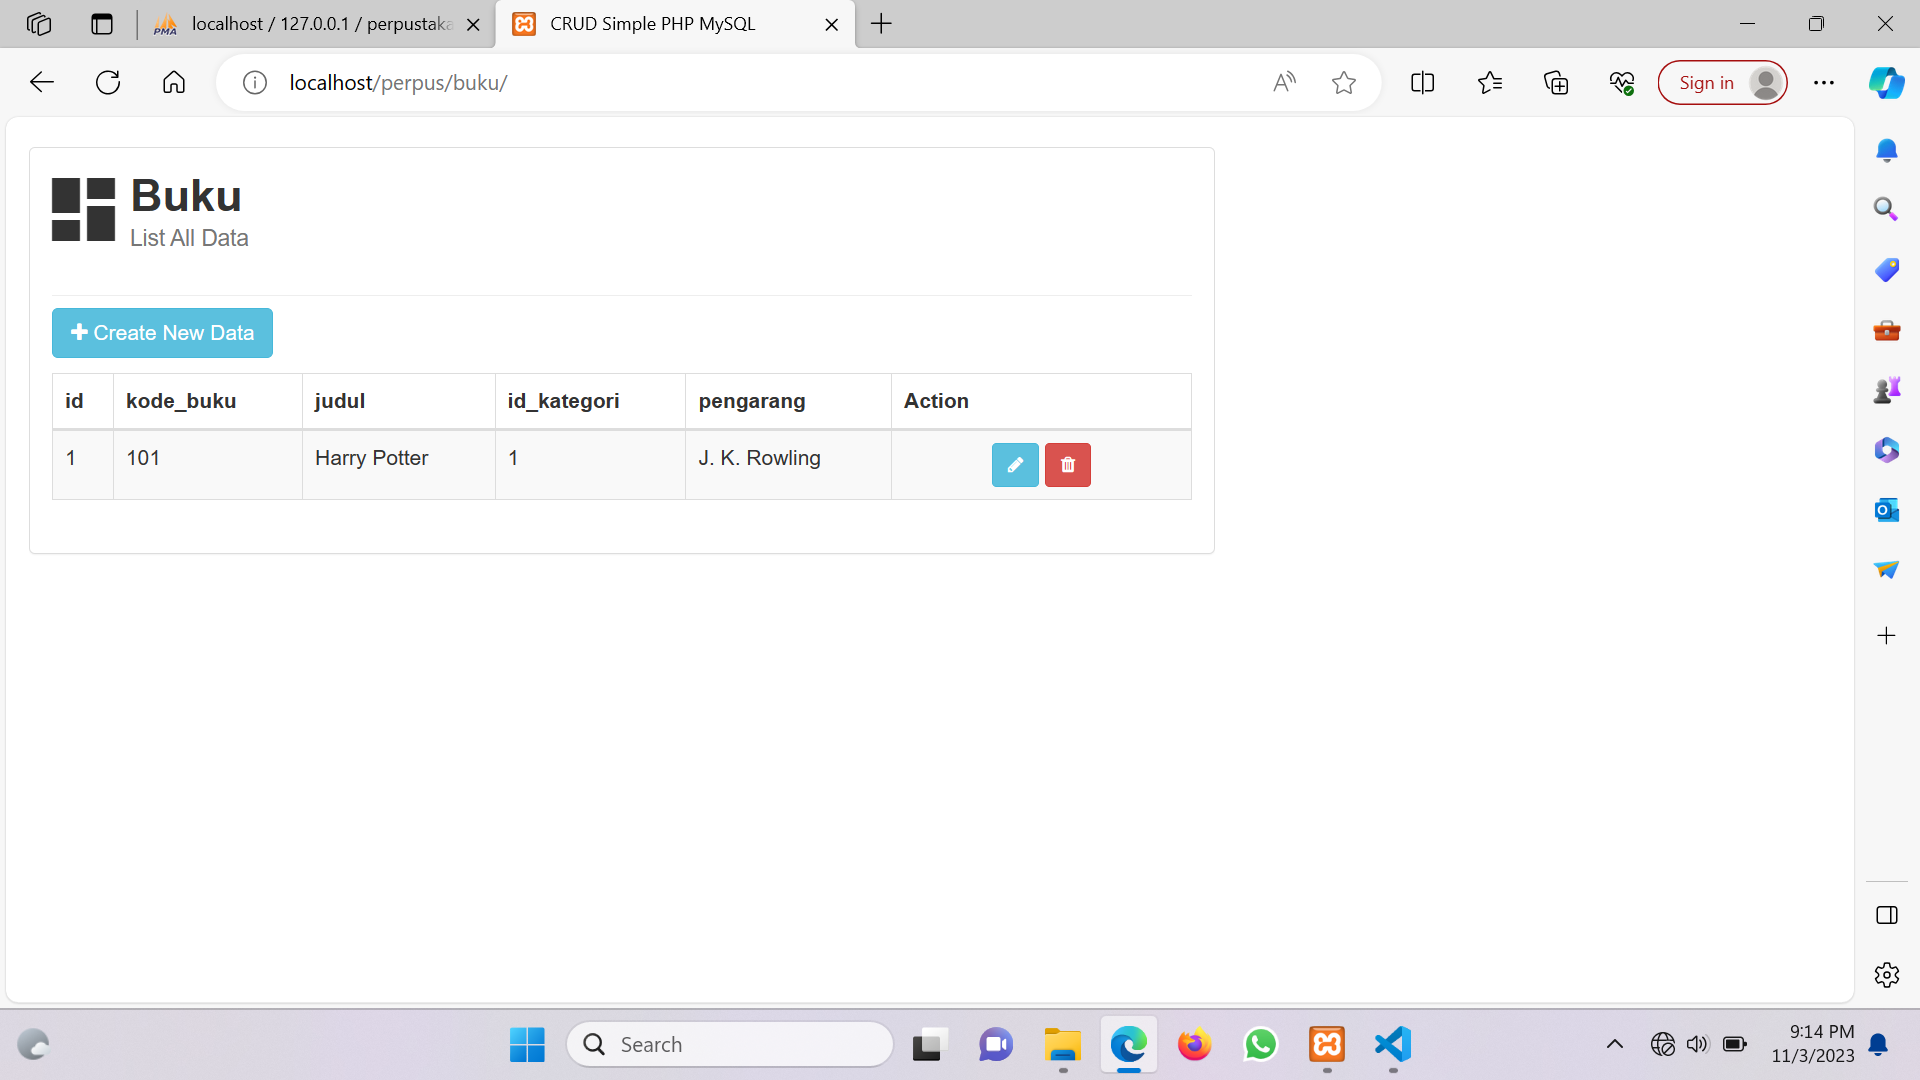 localhost / 127.0.0.1 / perpustaka
CRUD Simple PHP MySQL
localhost/perpus/buku/
Sign in
Buku
List All Data
Create New Data
id kode_buku judul id_kategori pengarang Action
1 101 Harry Potter 1 J. K. Rowling
Search
9:14 PM
11/3/2023
PMA